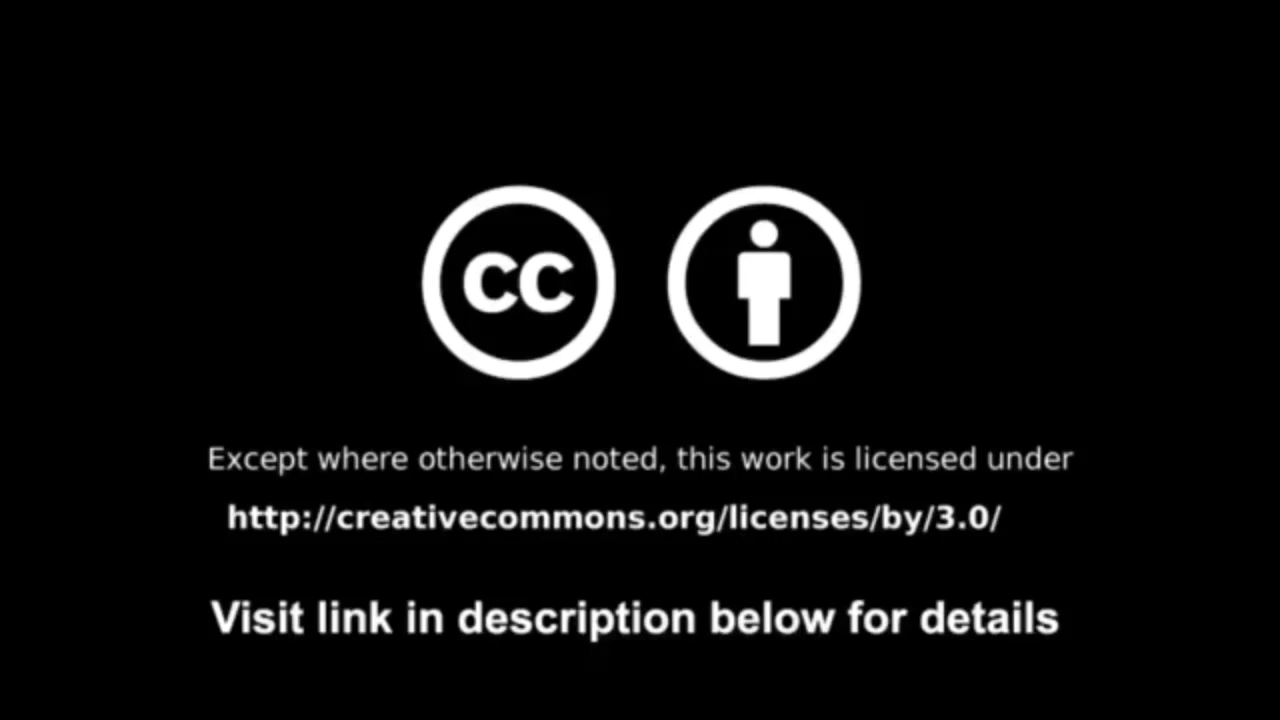 cc
Except where otherwise noted, this work is licensed under
http://creativecommons.org/licenses/by/3.0/
Visit link in description below for details